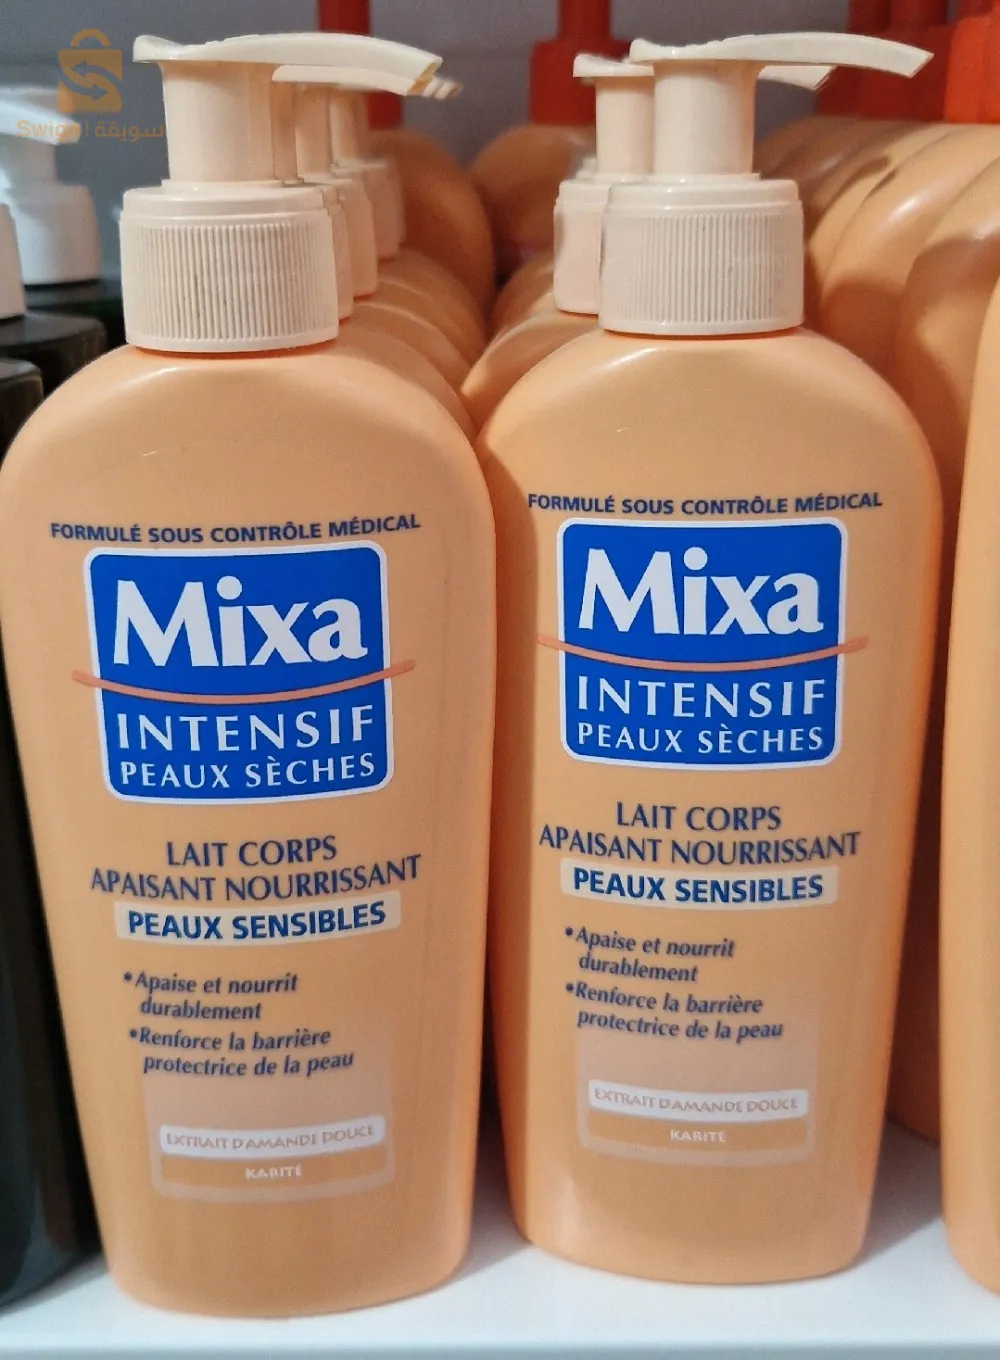 Swiqa | سويقة
FORMULÉ SOUS CONTRÔLE MÉDICAL
Mixa
INTENSIF
PEAUX SÈCHES
LAIT CORPS
APAISANT NOURRISSANT
PEAUX SENSIBLES
•Apaise et nourrit
durablement
•Renforce la barrière
protectrice de la peau
EXTRAIT D'AMANDE DOUCE
KARITÉ
FORMULÉ SOUS CONTRÔLE MÉDICAL
Mixa
INTENSIF
PEAUX SÈCHES
LAIT CORPS
APAISANT NOURRISSANT
PEAUX SENSIBLES
•Apaise et nourrit
durablement
•Renforce la barrière
protectrice de la peau
EXTRAIT D'AMANDE DOUCE
KARITÉ